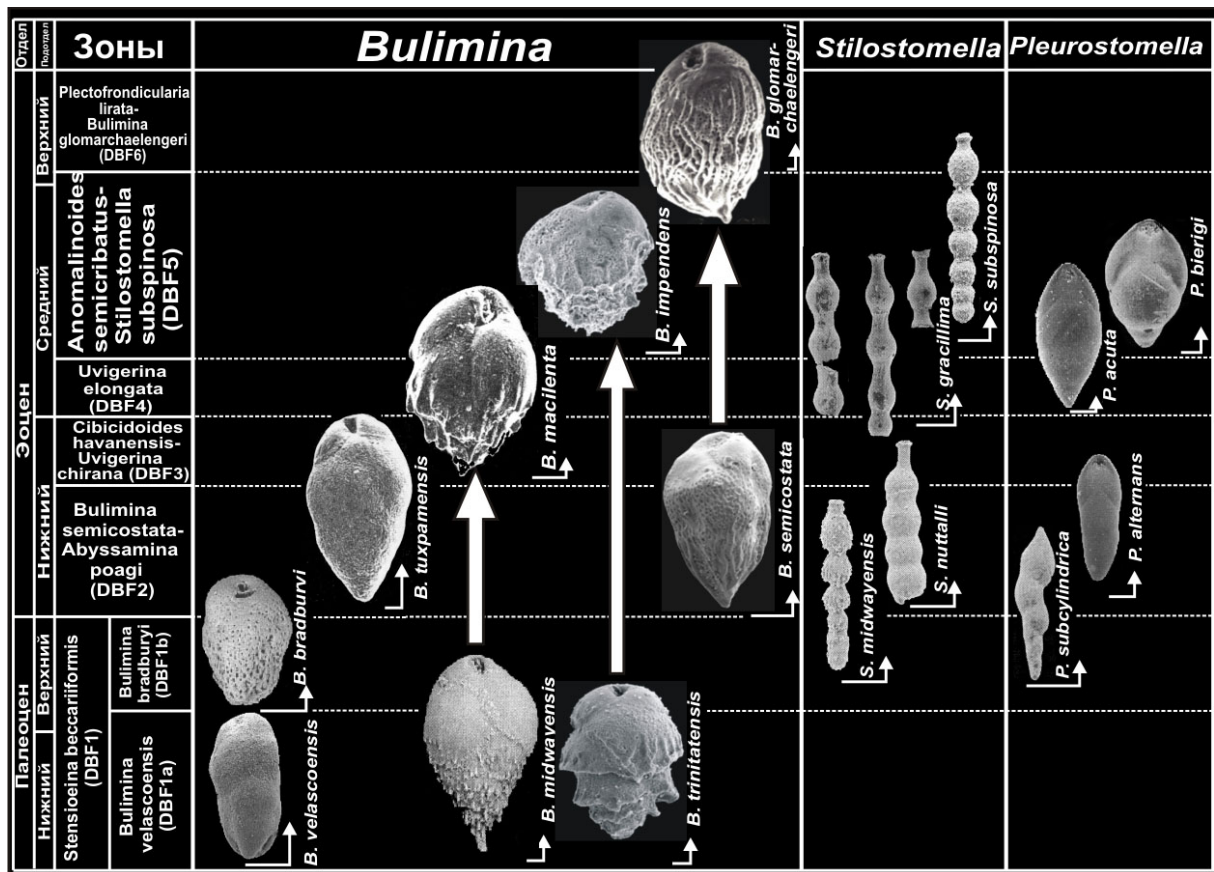 Отдел
Подотдел
Зоны
Bulimina
Stilostomella
Pleurostomella
Эоцен
Верхний
Plectofrondicularia
lirata-
Bulimina
glomarchaelengeri
(DBF6)
Средний
Anomalinoides
semicribatus-
Stilostomella
subspinosa
(DBF5)
Uvigerina
elongata
(DBF4)
Нижний
Cibicidoides
havanensis-
Uvigerina
chirana (DBF3)
Bulimina
semicostata-
Abyssamina
poagi
(DBF2)
Палеоцен
Верхний
Нижний
Stensioeina beccariiformis
(DBF1)
Bulimina
bradburyi
(DBF1b)
Bulimina
velascoensis
(DBF1a)
B. velascoensis
B. bradburvi
B. tuxpamensis
B. macilenta
B. midwayensis
B. impendens
B. trinitatensis
B. glomar-
chaelengeri
B. semicostata
S. midwayensis
S. nuttalli
S. gracillima
S. subspinosa
P. subcylindrica
P. alternans
P. acuta
P. bierigi